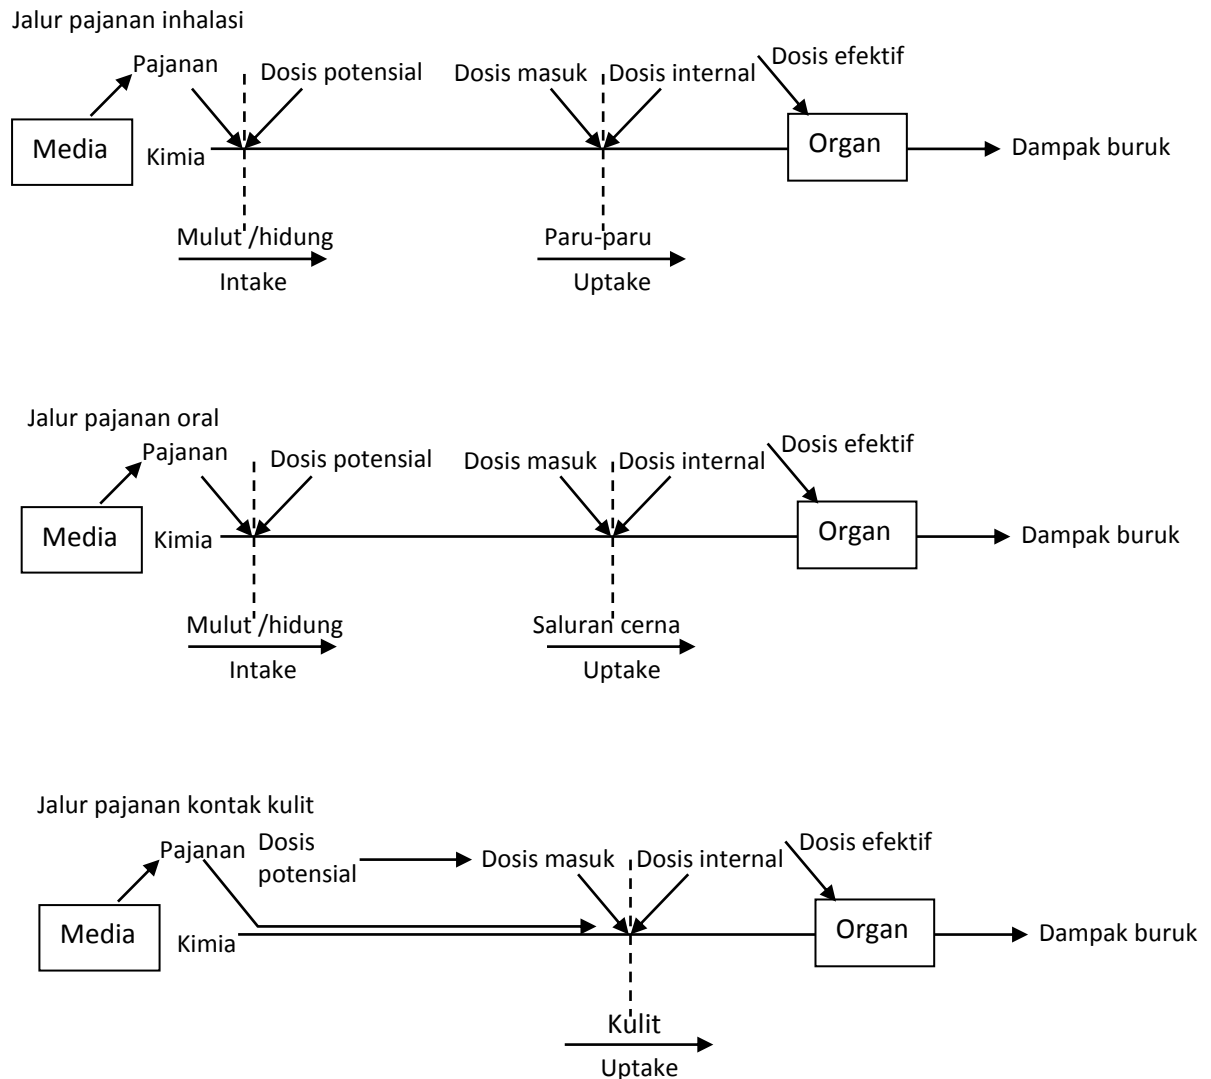 Jalur pajanan inhalasi
Pajanan
Dosis potensial
Dosis masuk
Dosis internal
Dosis efektif
Media
Kimia
Organ
Dampak buruk
Mulut /hidung
Intake
Paru-paru
Uptake
Jalur pajanan oral
Pajanan
Dosis potensial
Dosis masuk
Dosis internal
Dosis efektif
Media
Kimia
Organ
Dampak buruk
Mulut /hidung
Intake
Saluran cerna
Uptake
Jalur pajanan kontak kulit
Pajanan
Dosis
potensial
Dosis masuk
Dosis internal
Dosis efektif
Media
Kimia
Organ
Dampak buruk
Kulit
Uptake